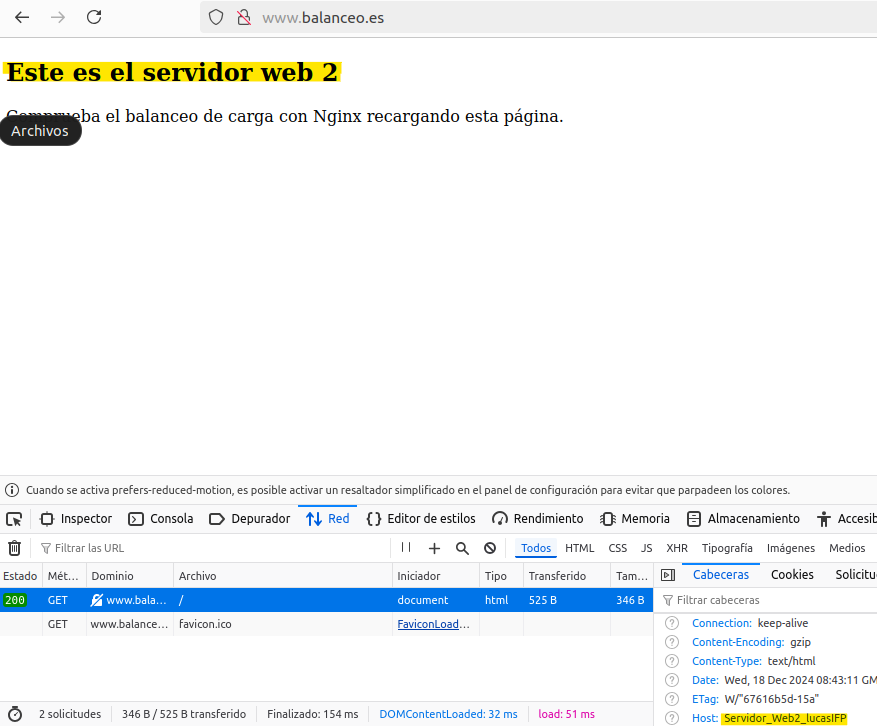 www.balanceo.es
Este es el servidor web 2
Comprueba el balanceo de carga con Nginx recargando esta página.
Archivos
Cuando se activa prefers-reduced-motion, es posible activar un resaltador simplificado en el panel de configuración para evitar que parpadeen los colores.
Inspector Consola Depurador Red Editor de estilos Rendimiento Memoria Almacenamiento Accesib
Filtrar las URL Todos HTML CSS JS XHR Tipografía Imágenes Medios
Estado Mét... Dominio Archivo Iniciador Tipo Transferido Tam... Cabeceras Cookies Solicitu
200 GET www.bala... / document html 525 B 346 B Filtrar cabeceras
GET www.balance... favicon.ico FaviconLoad... Connection: keep-alive
Content-Encoding: gzip
Content-Type: text/html
Date: Wed, 18 Dec 2024 08:43:11 GM
ETag: W/"67616b5d-15a"
2 solicitudes 346 B / 525 B transferido Finalizado: 154 ms DOMContentLoaded: 32 ms load: 51 ms Host: Servidor_Web2_lucasIFP